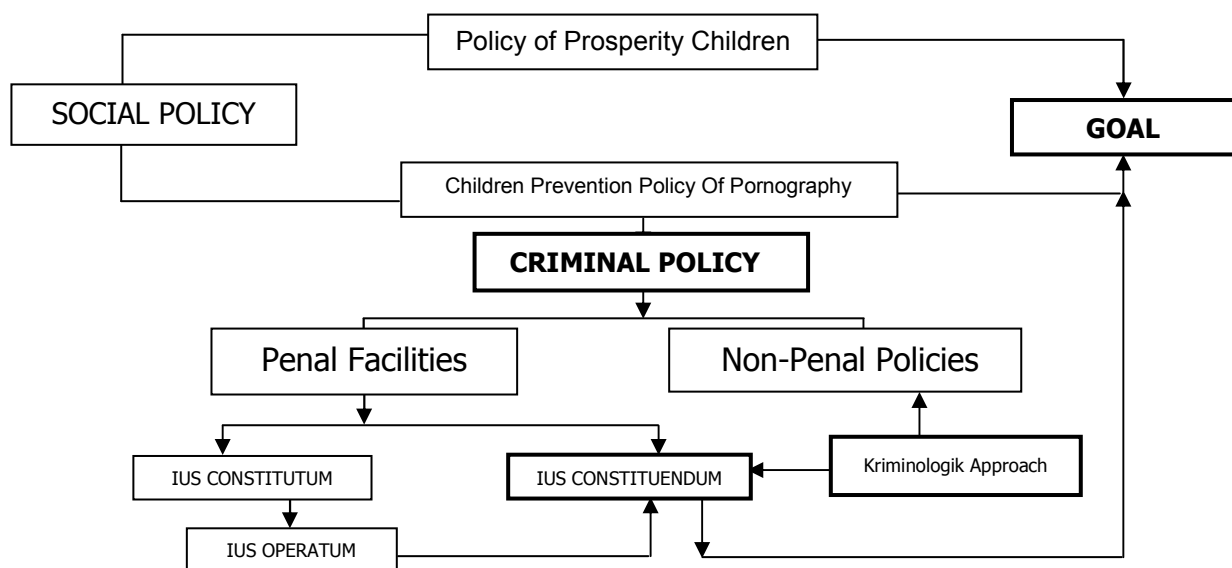 Policy of Prosperity Children
SOCIAL POLICY
GOAL
Children Prevention Policy Of Pornography
CRIMINAL POLICY
Penal Facilities
Non-Penal Policies
IUS CONSTITUTUM
IUS CONSTITUENDUM
Kriminologik Approach
IUS OPERATUM